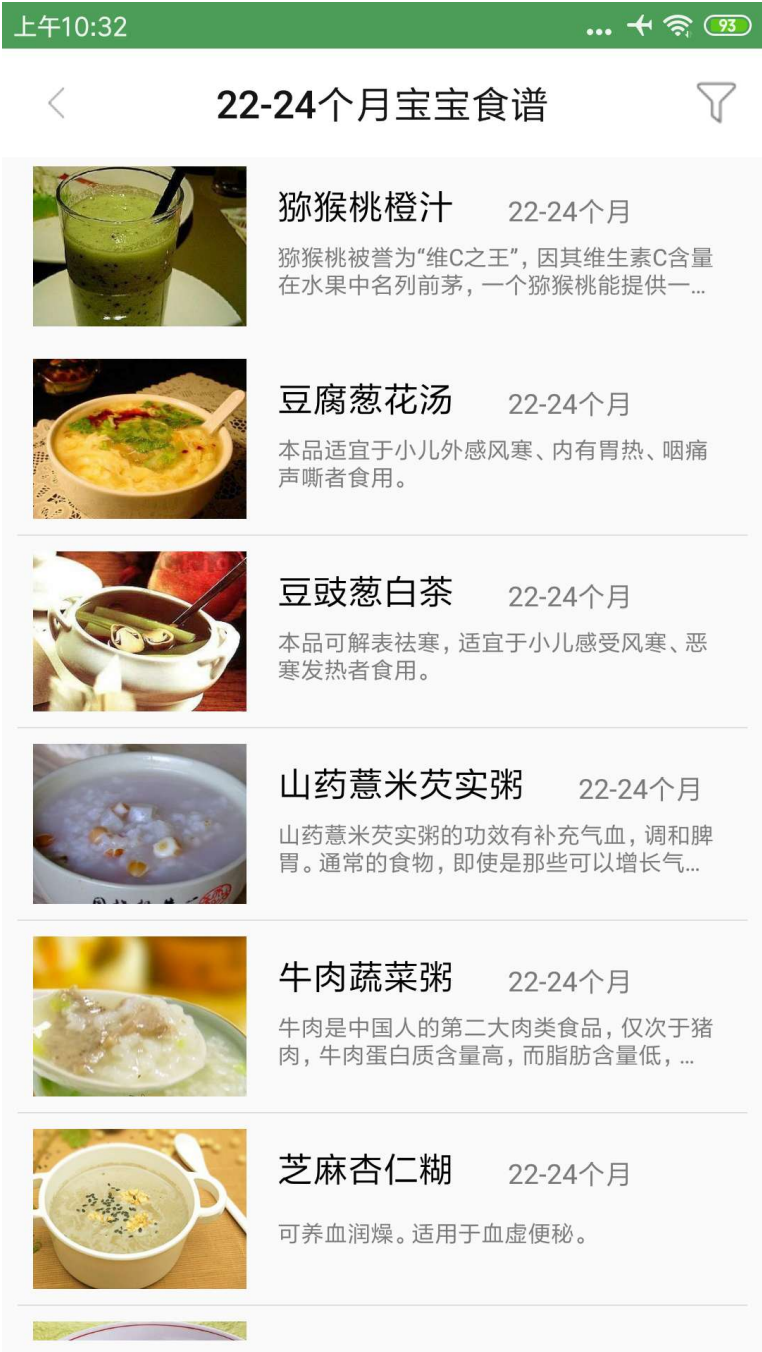 上午10:32
93
22-24个月宝宝食谱
猕猴桃橙汁 22-24个月
猕猴桃被誉为“维C之王”，因其维生素C含量
在水果中名列前茅，一个猕猴桃能提供一...
豆腐葱花汤 22-24个月
本品适宜于小儿外感风寒、内有胃热、咽痛
声嘶者食用。
豆豉葱白茶 22-24个月
本品可解表祛寒，适宜于小儿感受风寒、恶
寒发热者食用。
山药薏米芡实粥 22-24个月
山药薏米芡实粥的功效有补充气血，调和脾
胃。通常的食物，即使是那些可以增长气...
牛肉蔬菜粥 22-24个月
牛肉是中国人的第二大肉类食品，仅次于猪
肉，牛肉蛋白质含量高，而脂肪含量低，...
芝麻杏仁糊 22-24个月
可养血润燥。适用于血虚便秘。